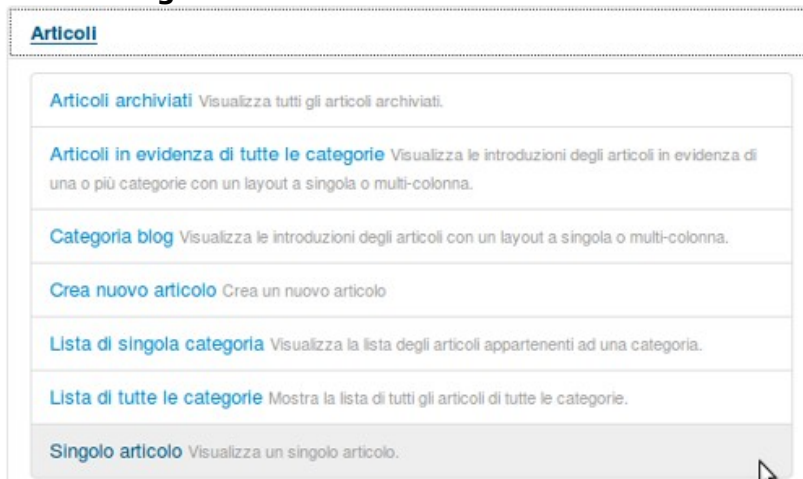 Articoli
Articoli archiviati Visualizza tutti gli articoli archiviati.
Articoli in evidenza di tutte le categorie Visualizza le introduzioni degli articoli in evidenza di
una o più categorie con un layout a singola o multi-colonna.
Categoria blog Visualizza le introduzioni degli articoli con un layout a singola o multi-colonna.
Crea nuovo articolo Crea un nuovo articolo
Lista di singola categoria Visualizza la lista degli articoli appartenenti ad una categoria.
Lista di tutte le categorie Mostra la lista di tutti gli articoli di tutte le categorie.
Singolo articolo Visualizza un singolo articolo.